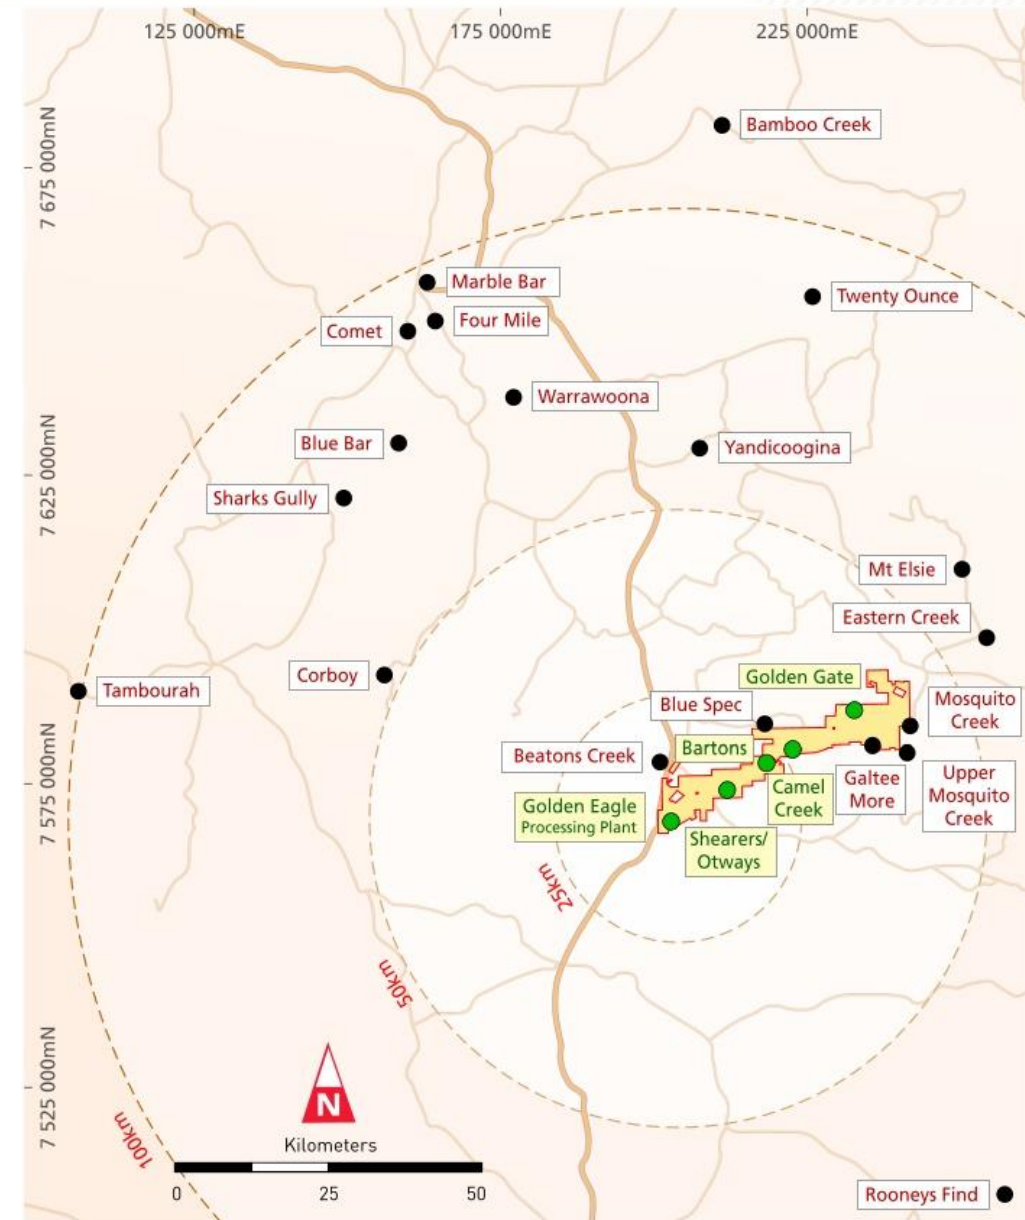 125 000mE
175 000mE
225 000mE
7 675 000mN
7 625 000mN
7 575 000mN
7 525 000mN
Bamboo Creek
Marble Bar
Twenty Ounce
Four Mile
Comet
Warrawoona
Blue Bar
Yandicoogina
Sharks Gully
Mt Elsie
Eastern Creek
Corboy
Golden Gate
Tambourah
Blue Spec
Mosquito
Creek
Bartons
Beatons Creek
Camel
Creek
Galtee
More
Upper
Mosquito
Creek
Golden Eagle
Processing Plant
Shearers/
Otways
25km
50km
100km
N
Kilometers
0
25
50
Rooneys Find